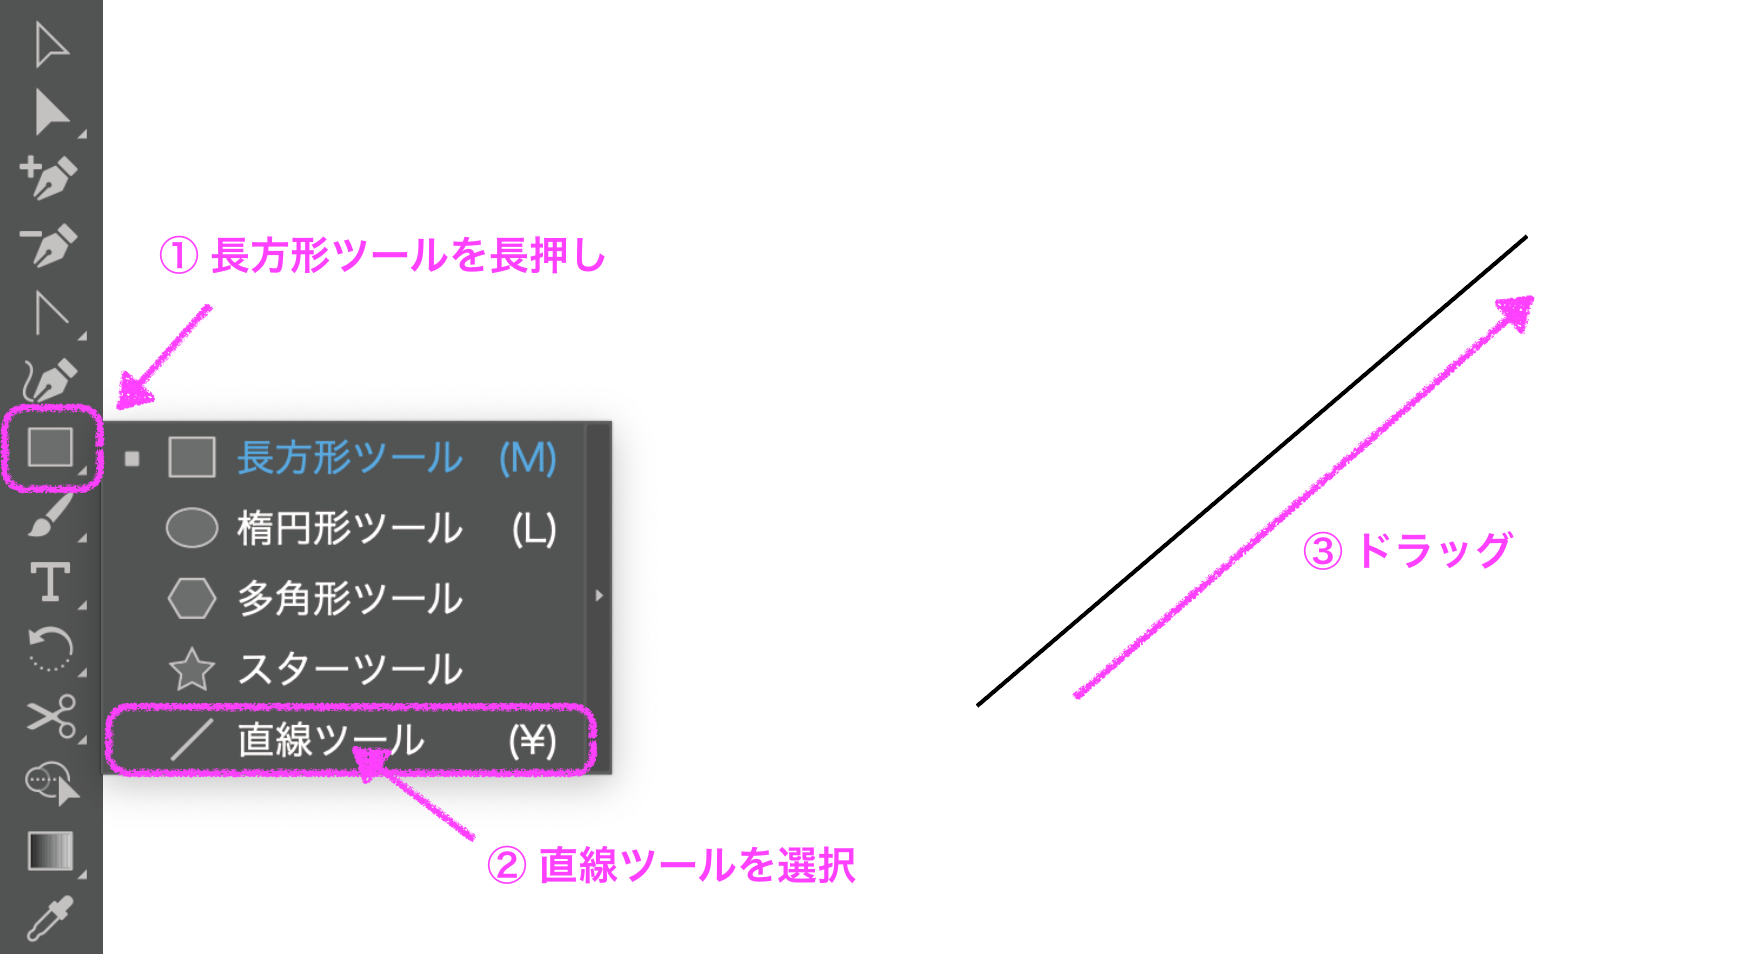 ① 長方形ツールを長押し
長方形ツール (M)
楕円形ツール (L)
多角形ツール
スターツール
直線ツール (¥)
② 直線ツールを選択
③ ドラッグ
T